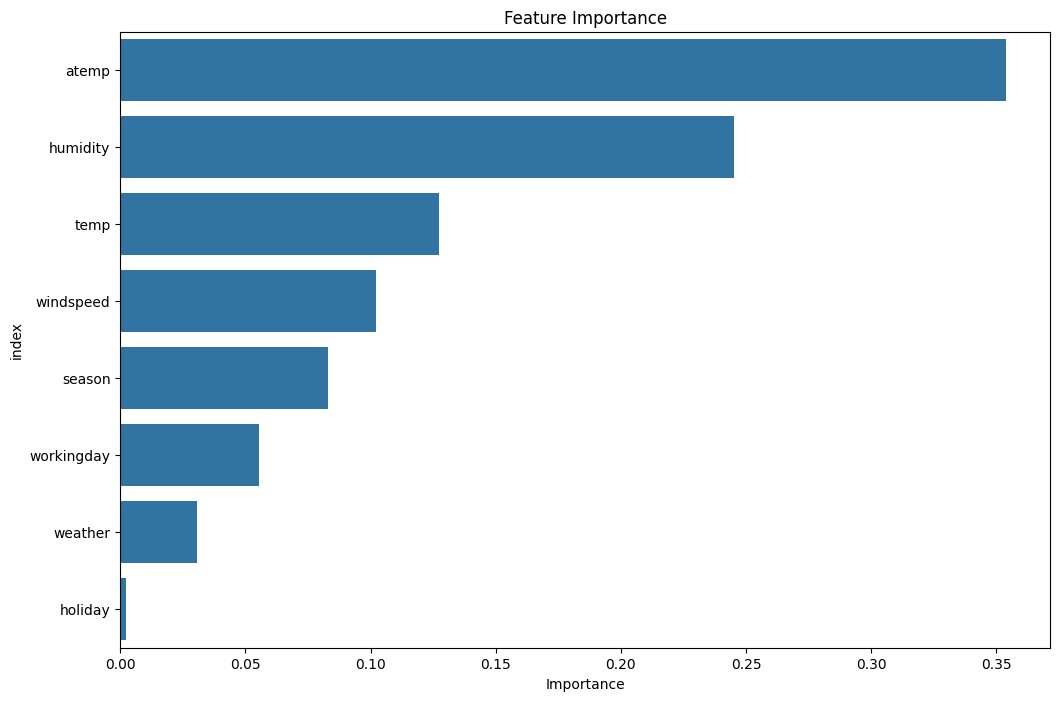 Feature Importance
atemp
humidity
temp
windspeed
index
season
workingday
weather
holiday
0.00 0.05 0.10 0.15 0.20 0.25 0.30 0.35
Importance